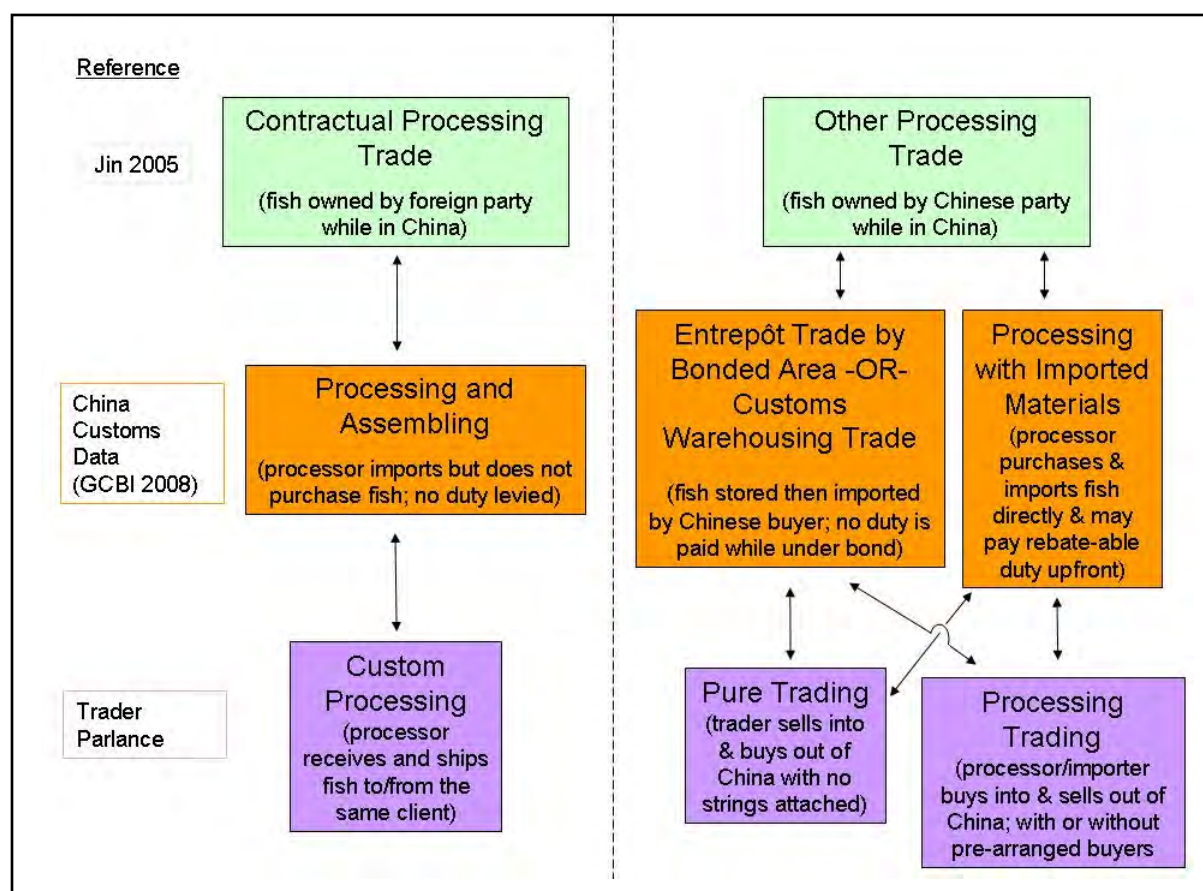 Reference
Jin 2005
Contractual Processing
Trade
(fish owned by foreign party
while in China)
Other Processing
Trade
(fish owned by Chinese party
while in China)
China
Customs
Data
(GCBI 2008)
Processing and
Assembling
(processor imports but does not
purchase fish; no duty levied)
Entrepôt Trade by
Bonded Area -OR-
Customs
Warehousing Trade
(fish stored then imported
by Chinese buyer; no duty is
paid while under bond)
Processing
with Imported
Materials
(processor
purchases &
imports fish
directly & may
pay rebate-able
duty upfront)
Trader
Parlance
Custom
Processing
(processor
receives and ships
fish to/from the
same client)
Pure Trading
(trader sells into
& buys out of
China with no
strings attached)
Processing
Trading
(processor/importer
buys into & sells out of
China; with or without
pre-arranged buyers